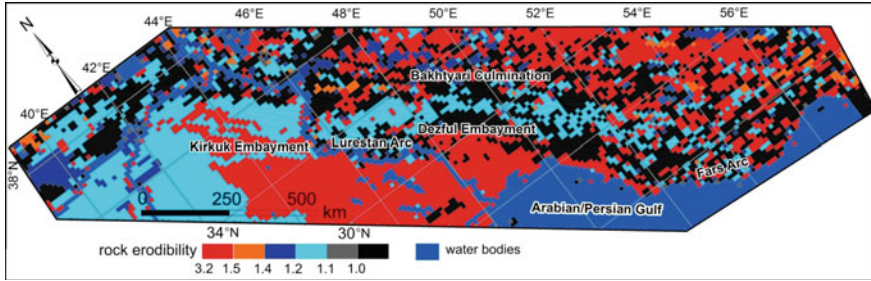 44°E 46°E 48°E 50°E 52°E 54°E 56°E
N
42°E
40°E
38°N
Bakhtyari Culmination
Dezful Embayment
Lurestan Arc
Kirkuk Embayment
Fars Arc
0 250 500
km
Arabian/Persian Gulf
34°N 30°N
rock erodibility water bodies
3.2 1.5 1.4 1.2 1.1 1.0